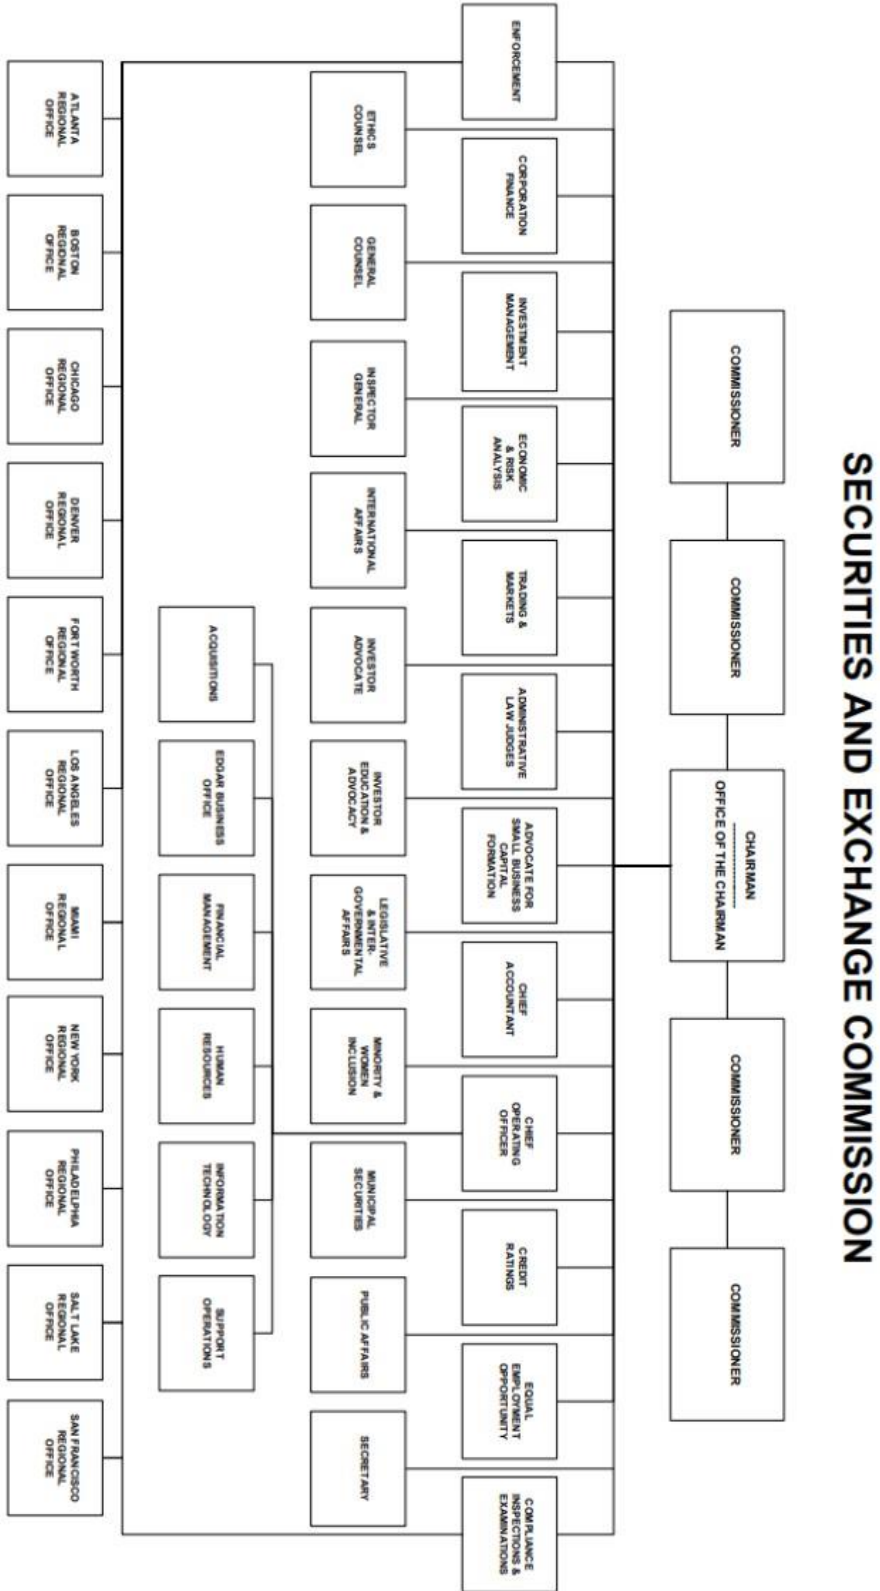 SECURITIES AND EXCHANGE COMMISSION
COMMISSIONER
COMMISSIONER
CHAIRMAN
OFFICE OF THE CHAIRMAN
COMMISSIONER
COMMISSIONER
ENFORCEMENT
CORPORATION
FINANCE
INVESTMENT
MANAGEMENT
ECONOMIC
& RISK
ANALYSIS
TRADING &
MARKETS
ADMINISTRATIVE
LAW JUDGES
ADVOCATE FOR
SMALL BUSINESS
CAPITAL
FORMATION
CHIEF
ACCOUNTANT
CHIEF
OPERATING
OFFICER
CREDIT
RATINGS
EQUAL
EMPLOYMENT
OPPORTUNITY
COMPLIANCE
INSPECTIONS &
EXAMINATIONS
ETHICS
COUNSEL
GENERAL
COUNSEL
INSPECTOR
GENERAL
INTERNATIONAL
AFFAIRS
INVESTOR
ADVOCATE
INVESTOR
EDUCATION &
ADVOCACY
LEGISLATIVE
& INTER-
GOVERNMENTAL
AFFAIRS
MINORITY &
WOMEN
INCLUSION
MUNICIPAL
SECURITIES
PUBLIC AFFAIRS
SECRETARY
ACQUISITIONS
EDGAR BUSINESS
OFFICE
FINANCIAL
MANAGEMENT
HUMAN
RESOURCES
INFORMATION
TECHNOLOGY
SUPPORT
OPERATIONS
ATLANTA
REGIONAL
OFFICE
BOSTON
REGIONAL
OFFICE
CHICAGO
REGIONAL
OFFICE
DENVER
REGIONAL
OFFICE
FORT WORTH
REGIONAL
OFFICE
LOS ANGELES
REGIONAL
OFFICE
MIAMI
REGIONAL
OFFICE
NEW YORK
REGIONAL
OFFICE
PHILADELPHIA
REGIONAL
OFFICE
SALT LAKE
REGIONAL
OFFICE
SAN FRANCISCO
REGIONAL
OFFICE